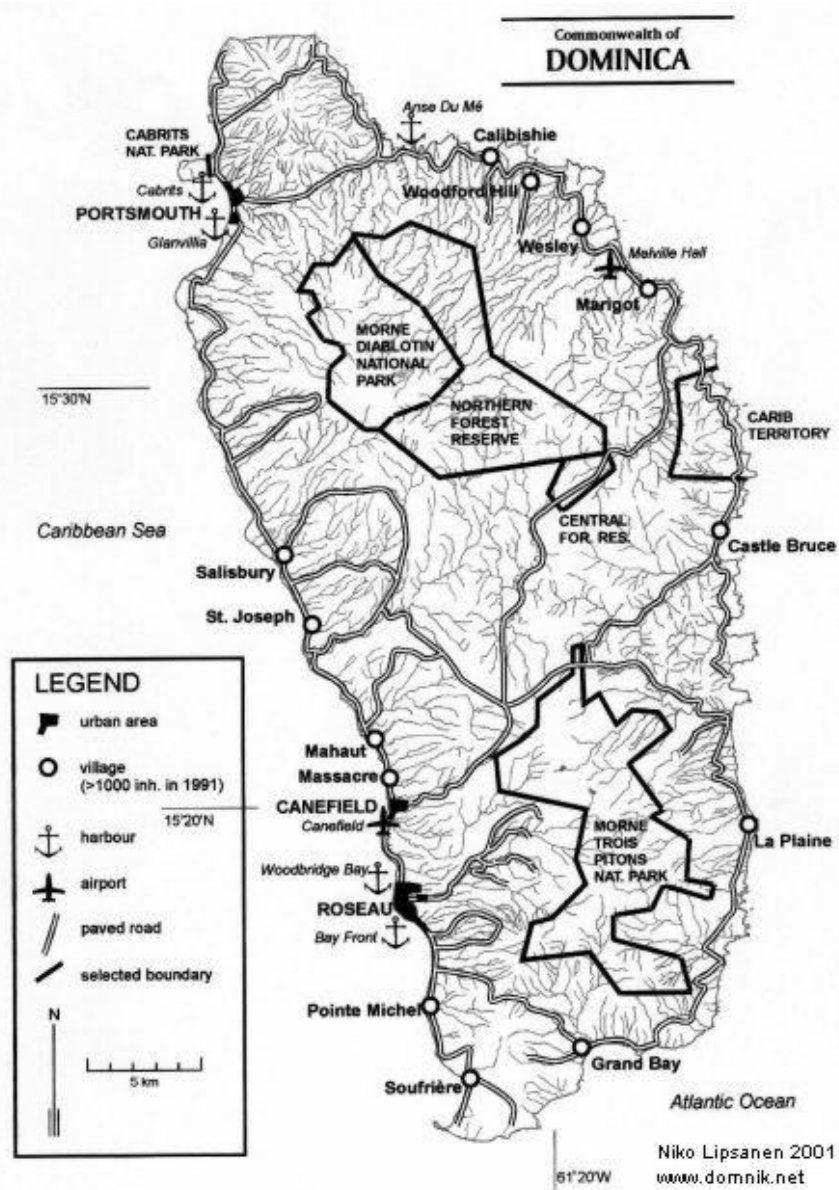 Commonwealth of
DOMINICA
Anse Du Mé
Calibishie
CABRITS
NAT. PARK
Cabrits
Woodford Hill
PORTSMOUTH
Glanvillia
Wesley
Melville Hall
Marigot
MORNE
DIABLOTIN
NATIONAL
PARK
15°30'N
NORTHERN
FOREST
RESERVE
CARIB
TERRITORY
CENTRAL
FOR. RES.
Caribbean Sea
Castle Bruce
Salisbury
St. Joseph
LEGEND
urban area
village
(>1000 inh. in 1991)
harbour
airport
paved road
selected boundary
N
5 km
Mahaut
Massacre
CANEFIELD
Canefield
15°20'N
MORNE
TROIS
PITONS
NAT. PARK
La Plaine
Woodbridge Bay
ROSEAU
Bay Front
Pointe Michel
Grand Bay
Soufrière
Atlantic Ocean
61°20'W
Niko Lipsanen 2001
www.domnik.net